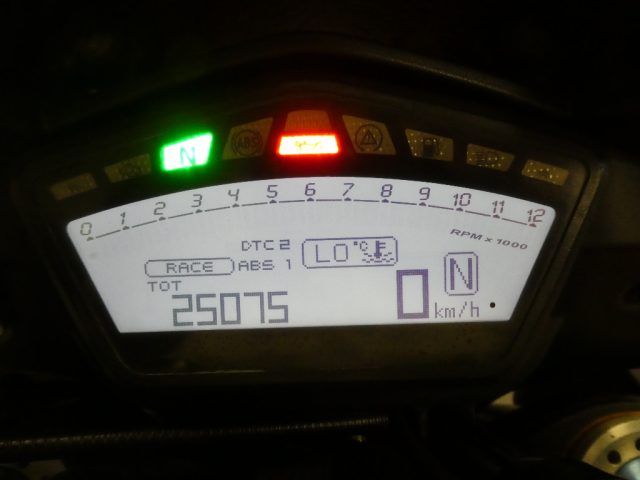 N ABS
0 1 2 3 4 5 6 7 8 9 10 11 12
RPM x 1000
DTC 2 LO °C
RACE ABS 1 N
TOT
25075 0 km/h